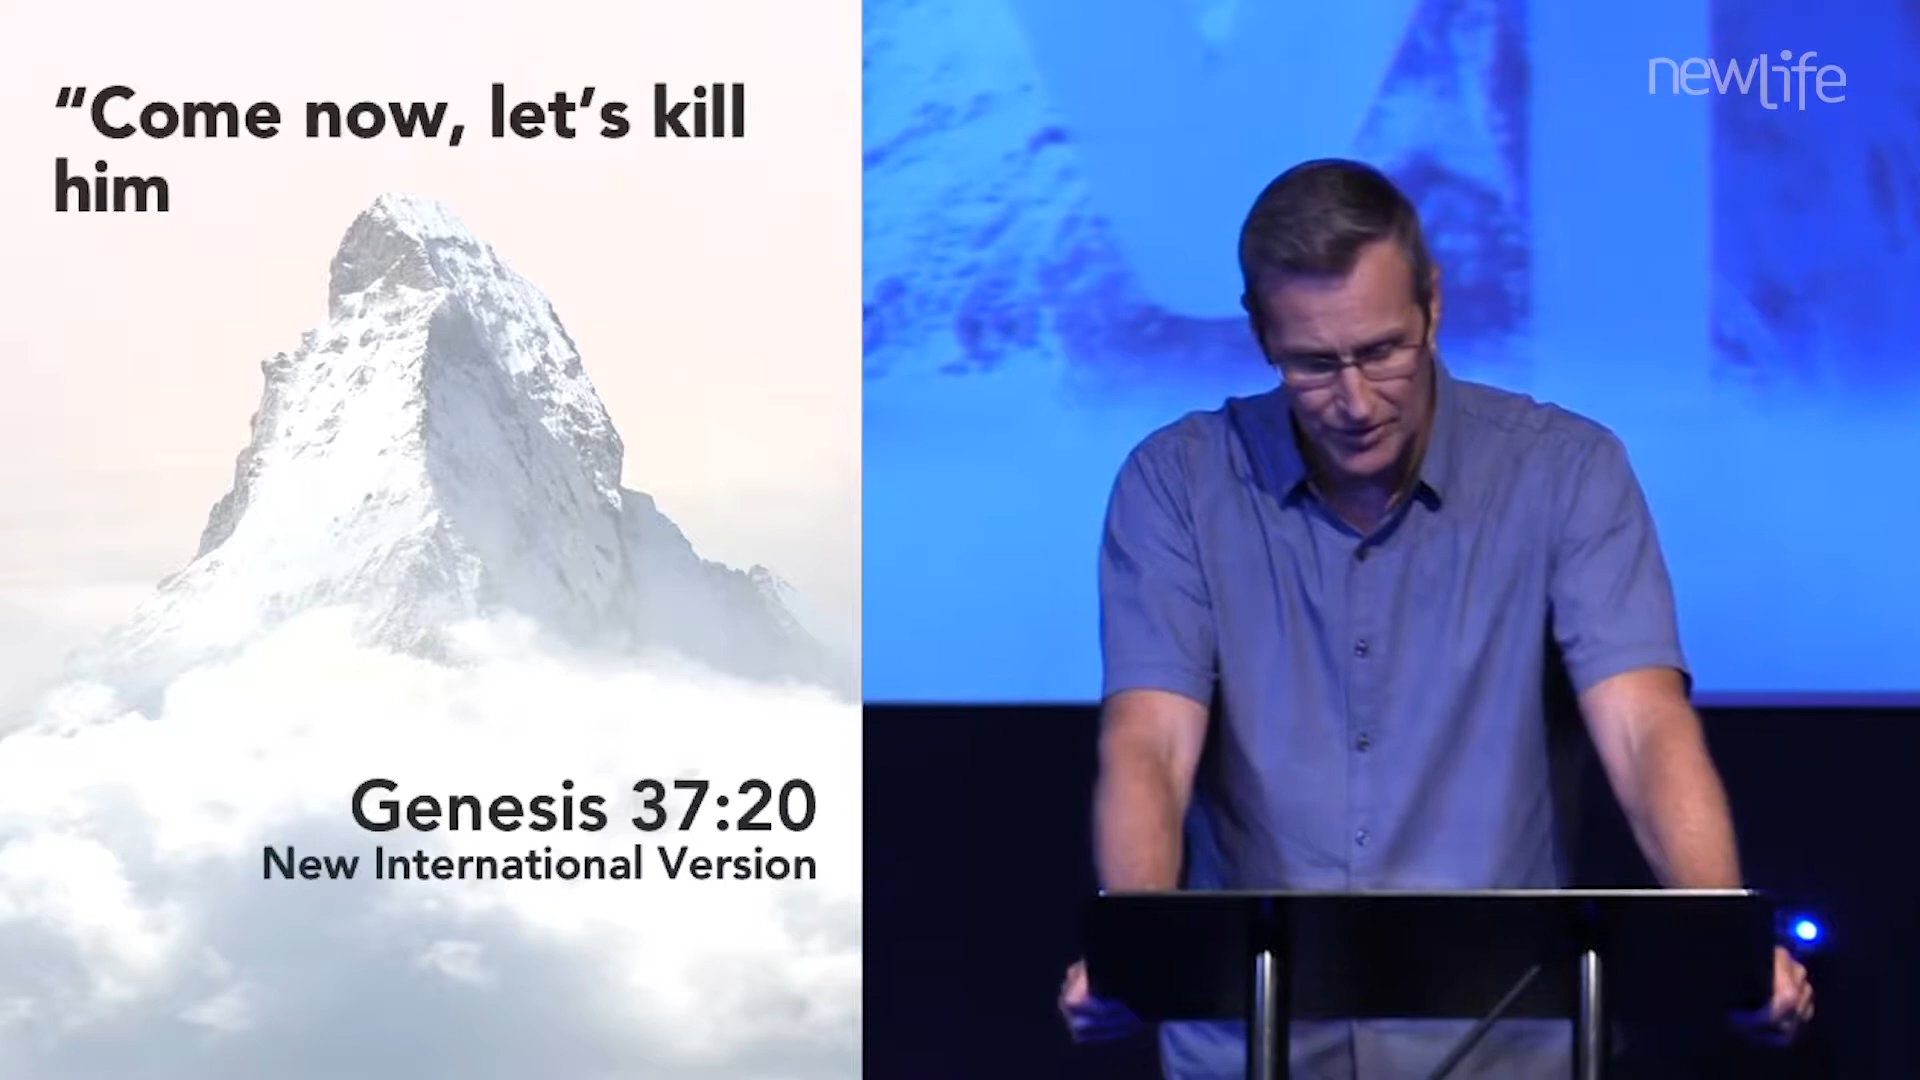 “Come now, let’s kill
him
Genesis 37:20
New International Version
newlife